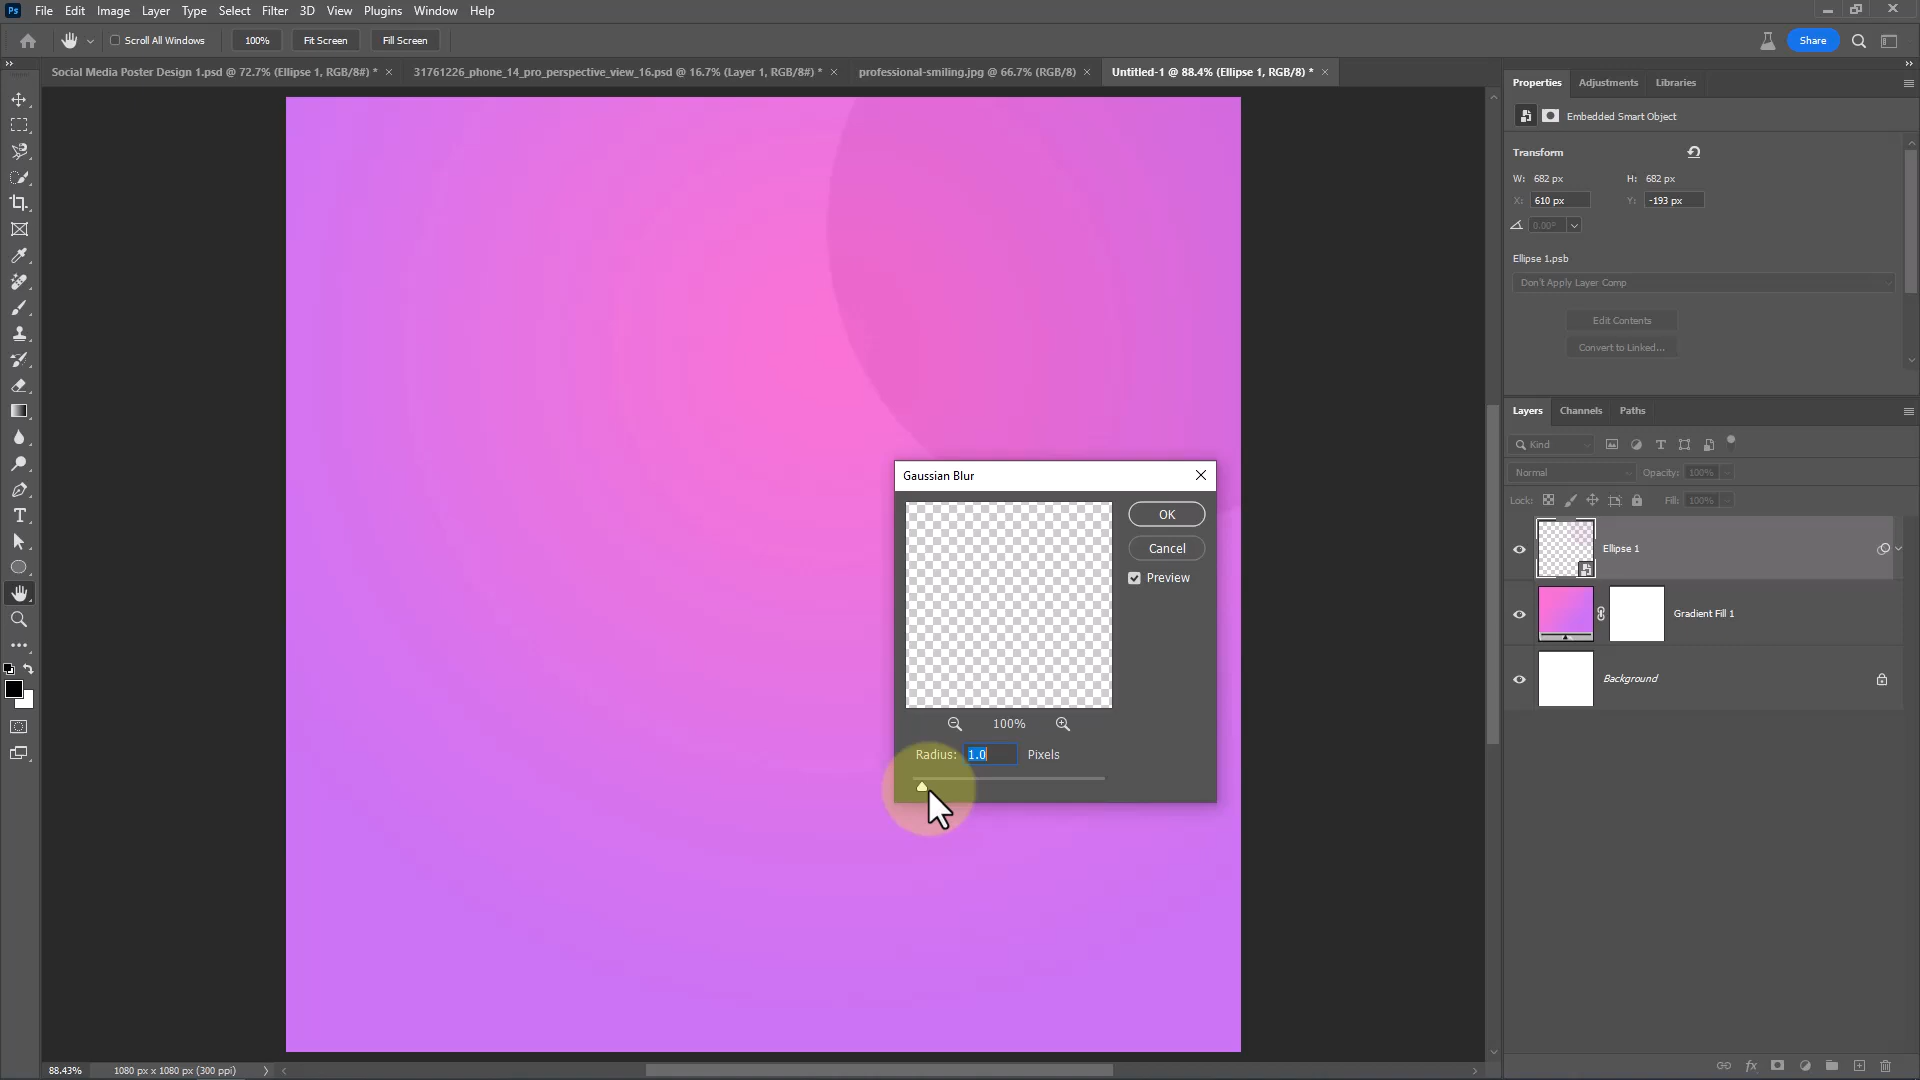 Ps File Edit Image Layer Type Select Filter 3D View Plugins Window Help
Scroll All Windows 100% Fit Screen Fill Screen Share
Social Media Poster Design 1.psd @ 72.7% (Ellipse 1, RGB/8#) * × 31761226_phone_14_pro_perspective_view_16.psd @ 16.7% (Layer 1, RGB/8#) * × professional-smiling.jpg @ 66.7% (RGB/8) × Untitled-1 @ 88.4% (Ellipse 1, RGB/8) * ×
Properties Adjustments Libraries
Embedded Smart Object
Transform
W: 682 px H: 682 px
X: 610 px Y: -193 px
0.00°
Ellipse 1.psb
Don't Apply Layer Comp
Edit Contents
Convert to Linked...
Layers Channels Paths
Kind
Normal Opacity: 100%
Lock: Fill: 100%
Ellipse 1
Gradient Fill 1
Background
Gaussian Blur
OK
Cancel
Preview
100%
Radius: 1.0 Pixels
88.43% 1080 px x 1080 px (300 ppi)